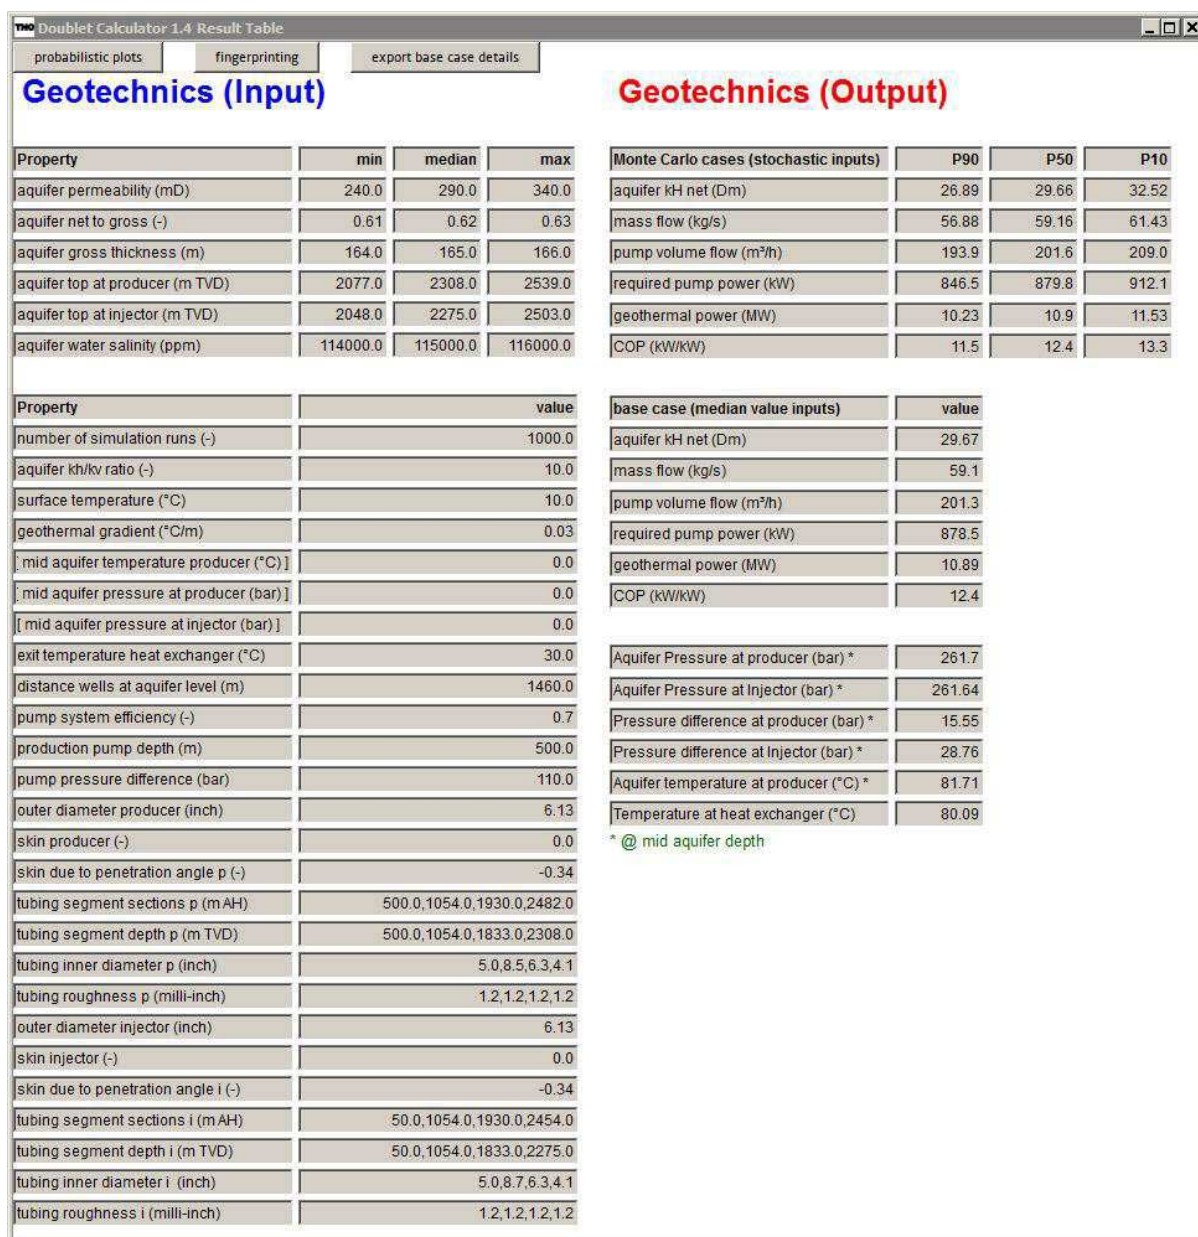 TNO Doublet Calculator 1.4 Result Table
probabilistic plots fingerprinting export base case details
Geotechnics (Input)
Property min median max
aquifer permeability (mD) 240.0 290.0 340.0
aquifer net to gross (-) 0.61 0.62 0.63
aquifer gross thickness (m) 164.0 165.0 166.0
aquifer top at producer (m TVD) 2077.0 2308.0 2539.0
aquifer top at injector (m TVD) 2048.0 2275.0 2503.0
aquifer water salinity (ppm) 114000.0 115000.0 116000.0
Property value
number of simulation runs (-) 1000.0
aquifer kh/kv ratio (-) 10.0
surface temperature (°C) 10.0
geothermal gradient (°C/m) 0.03
[ mid aquifer temperature producer (°C) ] 0.0
[ mid aquifer pressure at producer (bar) ] 0.0
[ mid aquifer pressure at injector (bar) ] 0.0
exit temperature heat exchanger (°C) 30.0
distance wells at aquifer level (m) 1460.0
pump system efficiency (-) 0.7
production pump depth (m) 500.0
pump pressure difference (bar) 110.0
outer diameter producer (inch) 6.13
skin producer (-) 0.0
skin due to penetration angle p (-) -0.34
tubing segment sections p (m AH) 500.0,1054.0,1930.0,2482.0
tubing segment depth p (m TVD) 500.0,1054.0,1833.0,2308.0
tubing inner diameter p (inch) 5.0,8.5,6.3,4.1
tubing roughness p (milli-inch) 1.2,1.2,1.2,1.2
outer diameter injector (inch) 6.13
skin injector (-) 0.0
skin due to penetration angle i (-) -0.34
tubing segment sections i (m AH) 50.0,1054.0,1930.0,2454.0
tubing segment depth i (m TVD) 50.0,1054.0,1833.0,2275.0
tubing inner diameter i (inch) 5.0,8.7,6.3,4.1
tubing roughness i (milli-inch) 1.2,1.2,1.2,1.2
Geotechnics (Output)
Monte Carlo cases (stochastic inputs) P90 P50 P10
aquifer kH net (Dm) 26.89 29.66 32.52
mass flow (kg/s) 56.88 59.16 61.43
pump volume flow (m³/h) 193.9 201.6 209.0
required pump power (kW) 846.5 879.8 912.1
geothermal power (MW) 10.23 10.9 11.53
COP (kW/kW) 11.5 12.4 13.3
base case (median value inputs) value
aquifer kH net (Dm) 29.67
mass flow (kg/s) 59.1
pump volume flow (m³/h) 201.3
required pump power (kW) 878.5
geothermal power (MW) 10.89
COP (kW/kW) 12.4
Aquifer Pressure at producer (bar) * 261.7
Aquifer Pressure at Injector (bar) * 261.64
Pressure difference at producer (bar) * 15.55
Pressure difference at Injector (bar) * 28.76
Aquifer temperature at producer (°C) * 81.71
Temperature at heat exchanger (°C) 80.09
* @ mid aquifer depth